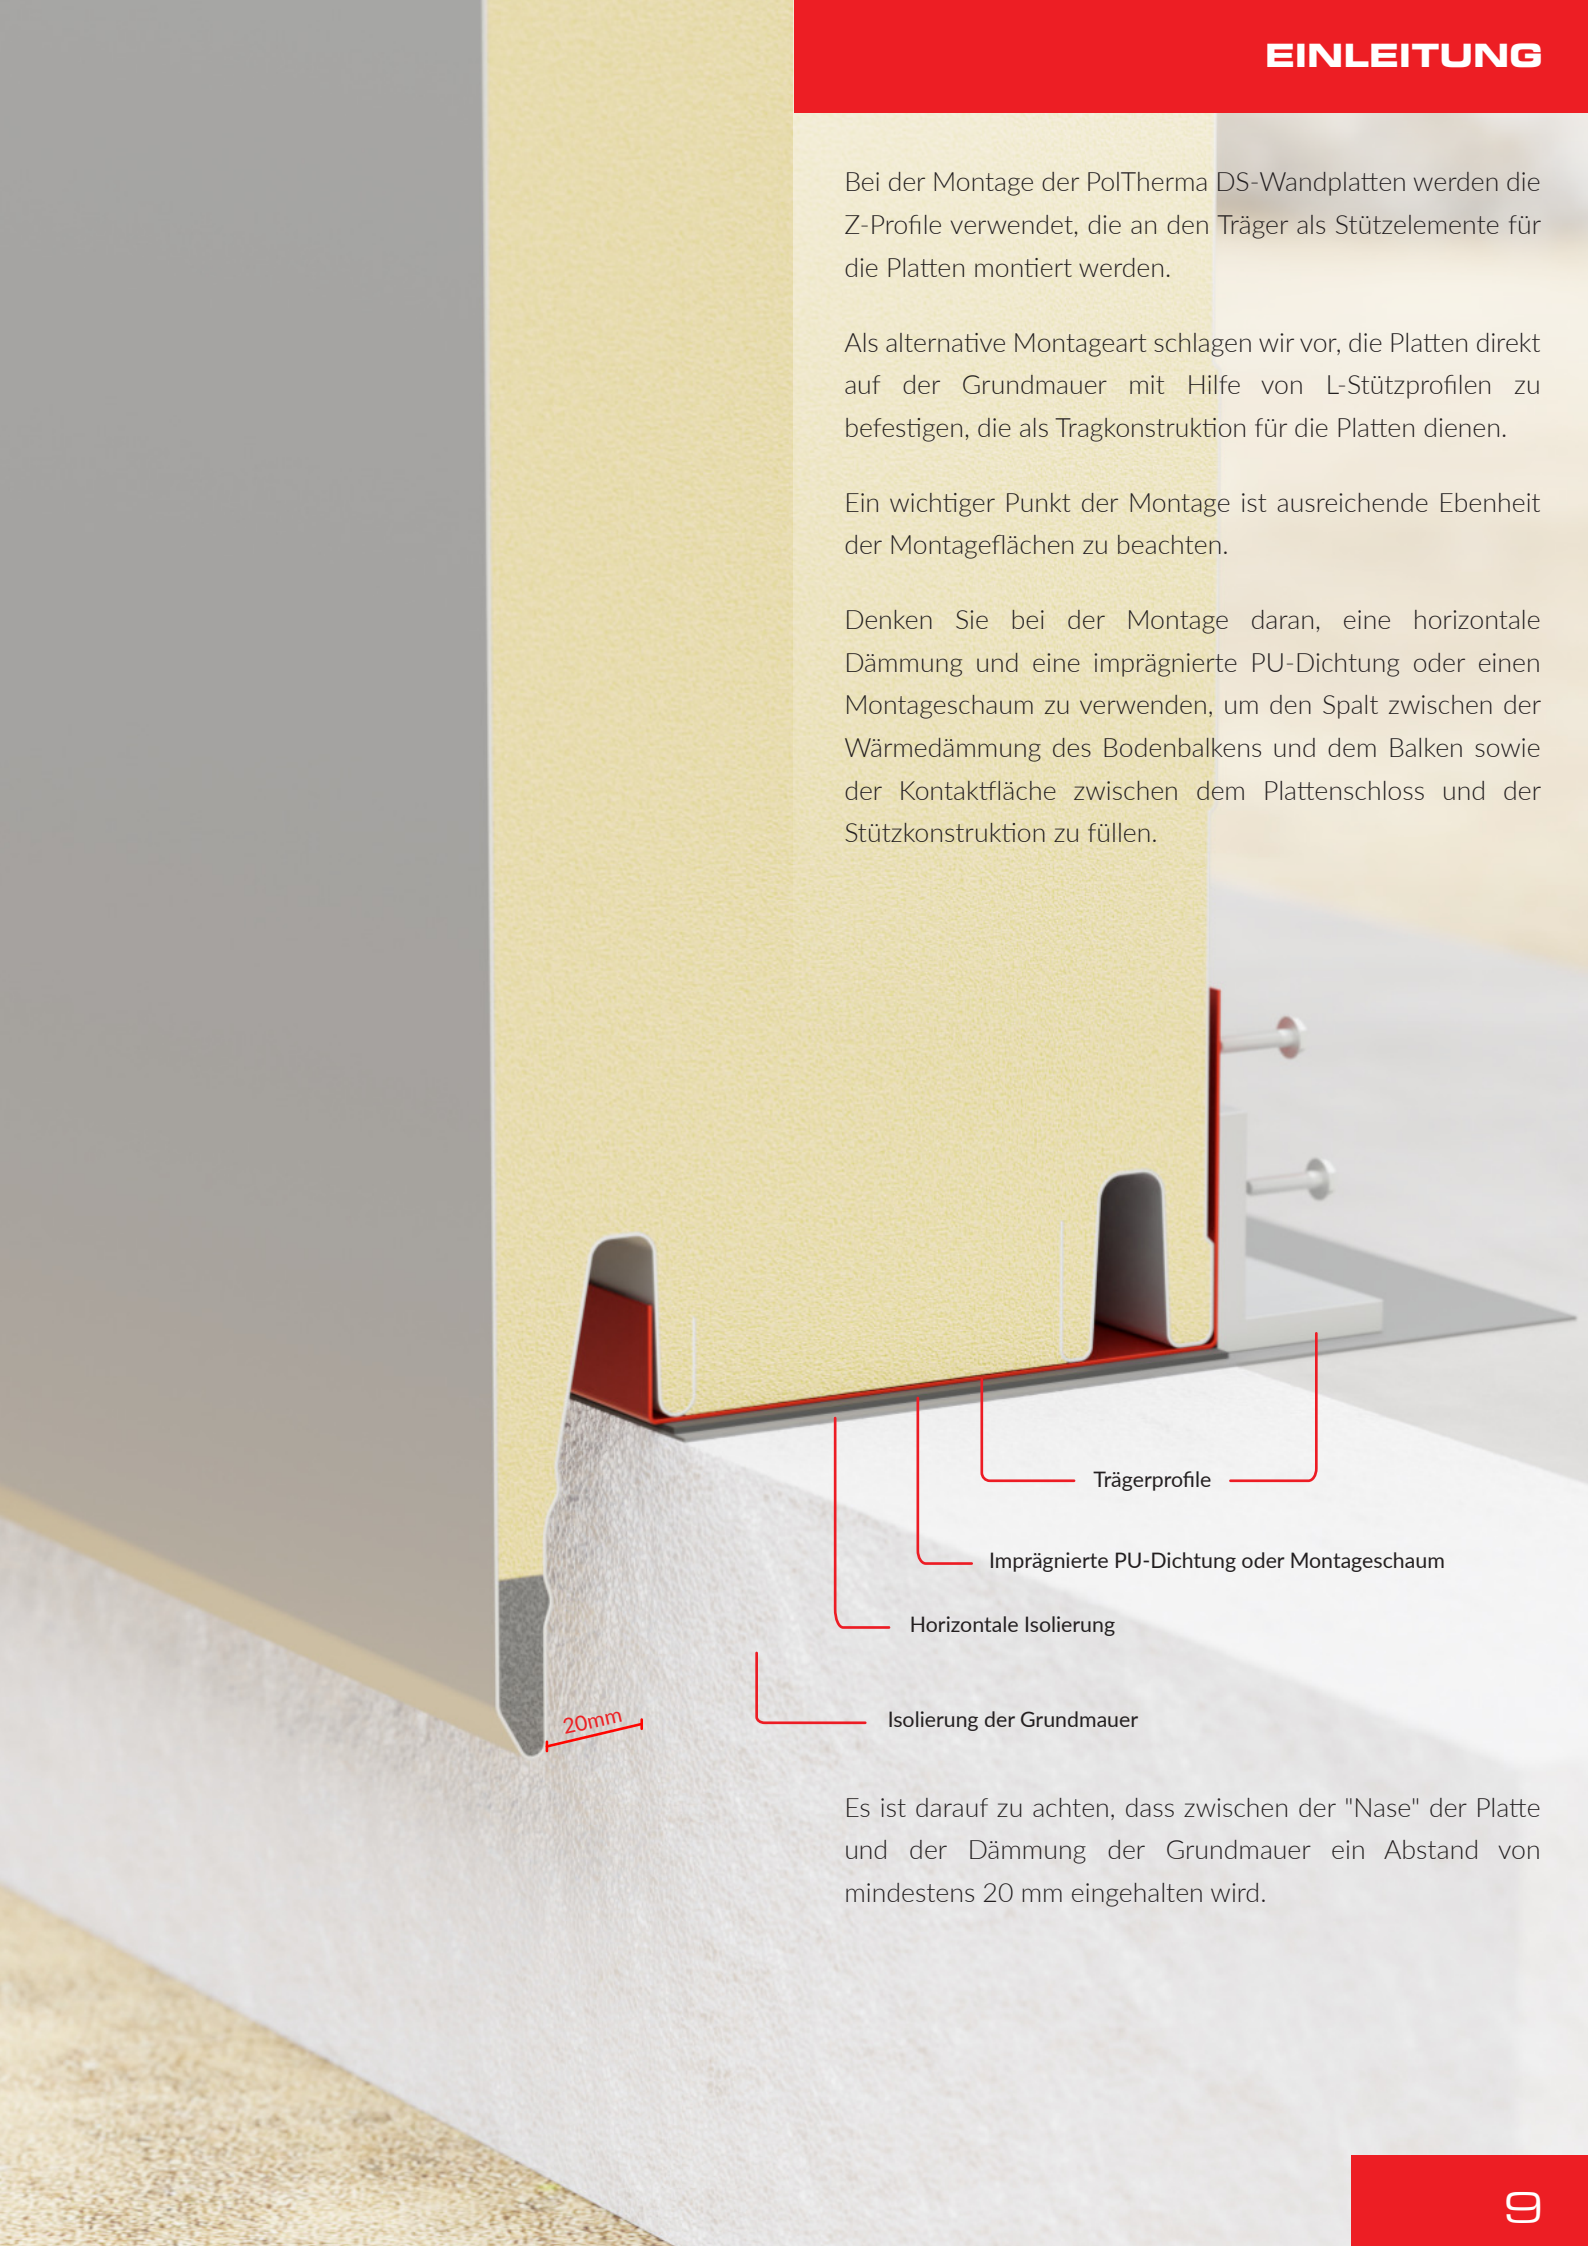 EINLEITUNG
Bei der Montage der PolTherma DS-Wandplatten werden die
Z-Profile verwendet, die an den Träger als Stützelemente für
die Platten montiert werden.
Als alternative Montageart schlagen wir vor, die Platten direkt
auf der Grundmauer mit Hilfe von L-Stützprofilen zu
befestigen, die als Tragkonstruktion für die Platten dienen.
Ein wichtiger Punkt der Montage ist ausreichende Ebenheit
der Montageflächen zu beachten.
Denken Sie bei der Montage daran, eine horizontale
Dämmung und eine imprägnierte PU-Dichtung oder einen
Montageschaum zu verwenden, um den Spalt zwischen der
Wärmedämmung des Bodenbalkens und dem Balken sowie
der Kontaktfläche zwischen dem Plattenschloss und der
Stützkonstruktion zu füllen.
Trägerprofile
Imprägnierte PU-Dichtung oder Montageschaum
Horizontale Isolierung
Isolierung der Grundmauer
20mm
Es ist darauf zu achten, dass zwischen der "Nase" der Platte
und der Dämmung der Grundmauer ein Abstand von
mindestens 20 mm eingehalten wird.
9